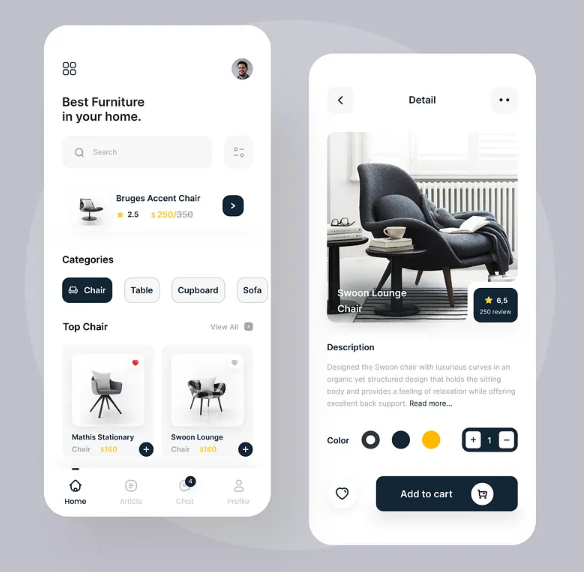 Best Furniture
in your home.
Search
Bruges Accent Chair
2.5 $ 250/350
Categories
Chair Table Cupboard Sofa
Top Chair View All
Mathis Stationary
Chair $160
Swoon Lounge
Chair $160
4
Home Article Chat Profile
Detail
Swoon Lounge
Chair
6,5
250 review
Description
Designed the Swoon chair with luxurious curves in an
organic yet structured design that holds the sitting
body and provides a feeling of relaxation while offering
excellent back support. Read more...
Color + 1 −
Add to cart